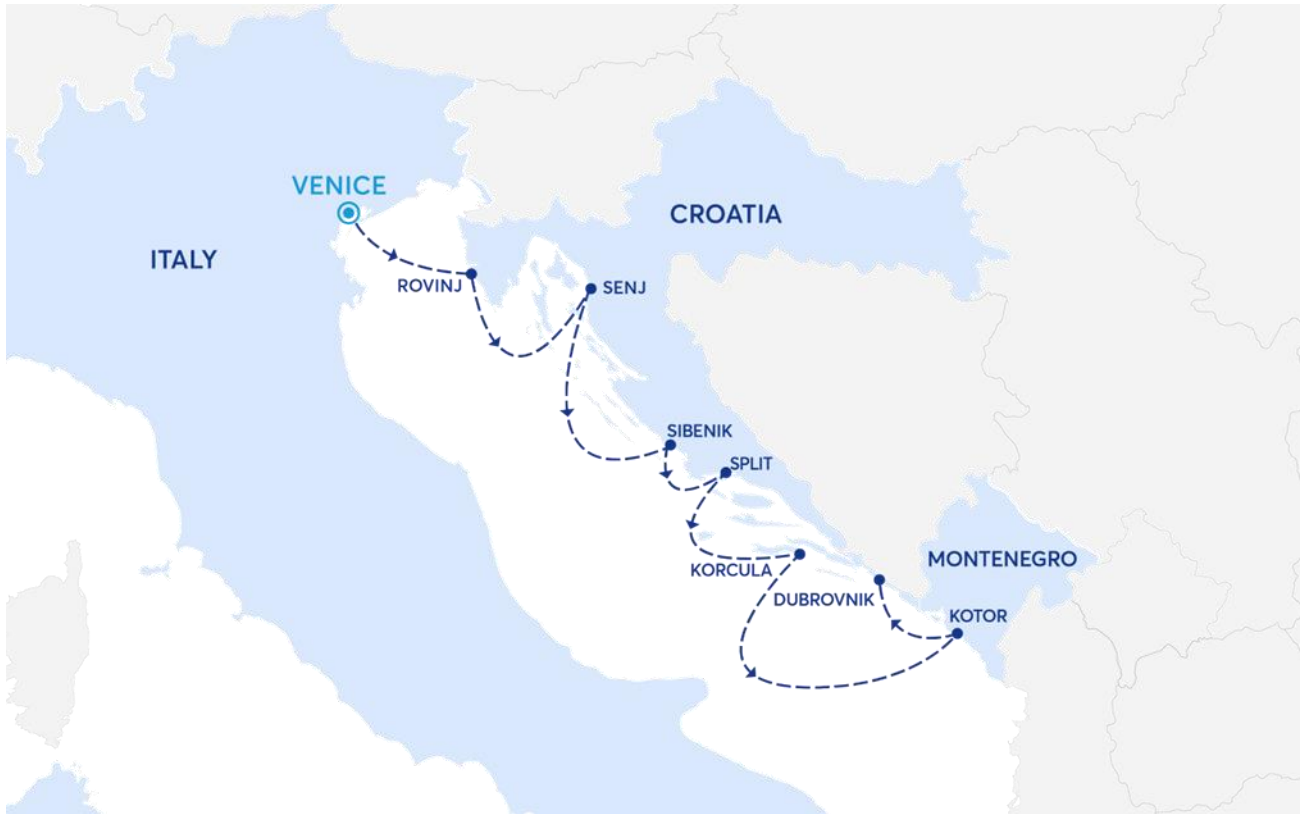 VENICE
CROATIA
ITALY
ROVINJ
SENJ
SIBENIK
SPLIT
KORCULA
MONTENEGRO
DUBROVNIK
KOTOR